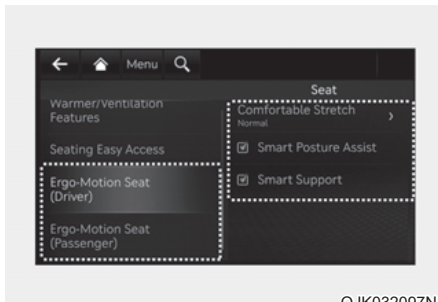 Menu
Seat
Warmer/Ventilation
Features
Seating Easy Access
Ergo-Motion Seat
(Driver)
Ergo-Motion Seat
(Passenger)
Comfortable Stretch
Normal
Smart Posture Assist
Smart Support
OJK032097N